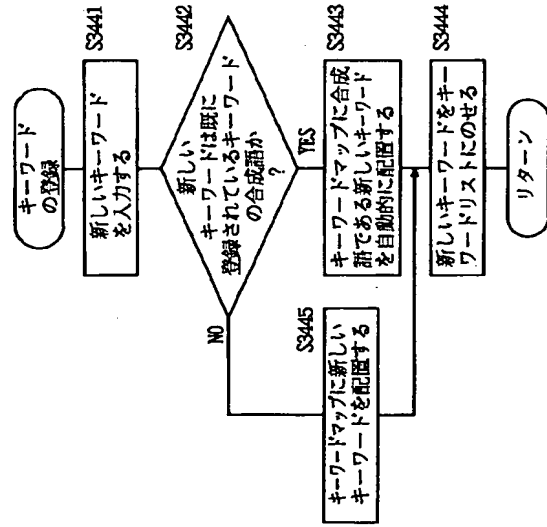 キーワード
の登録
S3441
新しいキーワード
を入力する
S3442
新しい
キーワードは既に
登録されているキーワード
の合成語か
?
NO
YES
S3443
キーワードマップに合成
語である新しいキーワード
を自動的に配置する
S3445
キーワードマップに新しい
キーワードを配置する
S3444
新しいキーワードをキー
ワードリストにのせる
リターン